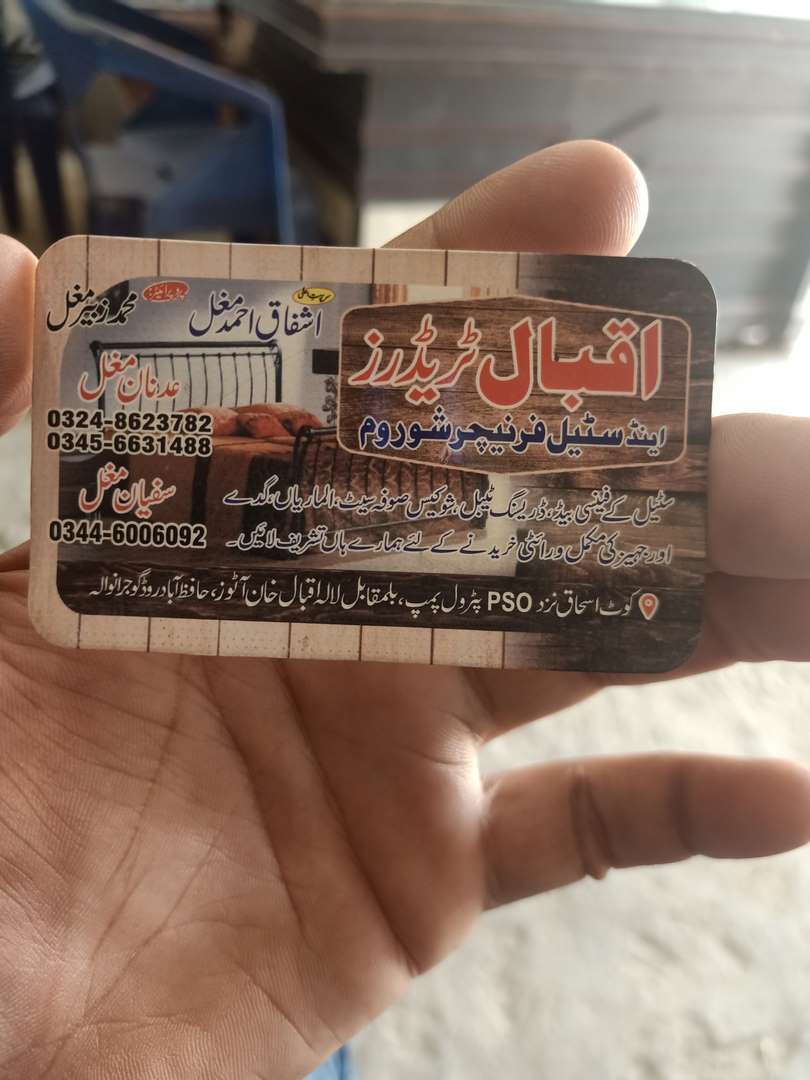 اقبال ٹریڈرز
اینڈ سٹیل فرنیچر شوروم
سرپرست اعلیٰ
اشفاق احمد مغل
پروپرائیٹرز
محمد زبیر مغل
عدنان مغل
0324-8623782
0345-6631488
سفیان مغل
0344-6006092
سٹیل کے فینسی بیڈ، ڈریسنگ ٹیبل، شوکیس صوفہ سیٹ، الماریاں، گدے
اور جہیز کی مکمل ورائٹی خریدنے کے لئے ہمارے ہاں تشریف لائیں۔
کوٹ اسحاق نزد PSO پٹرول پمپ، بلمقابل لالہ اقبال خان آٹوز، حافظ آباد روڈ گوجرانوالہ